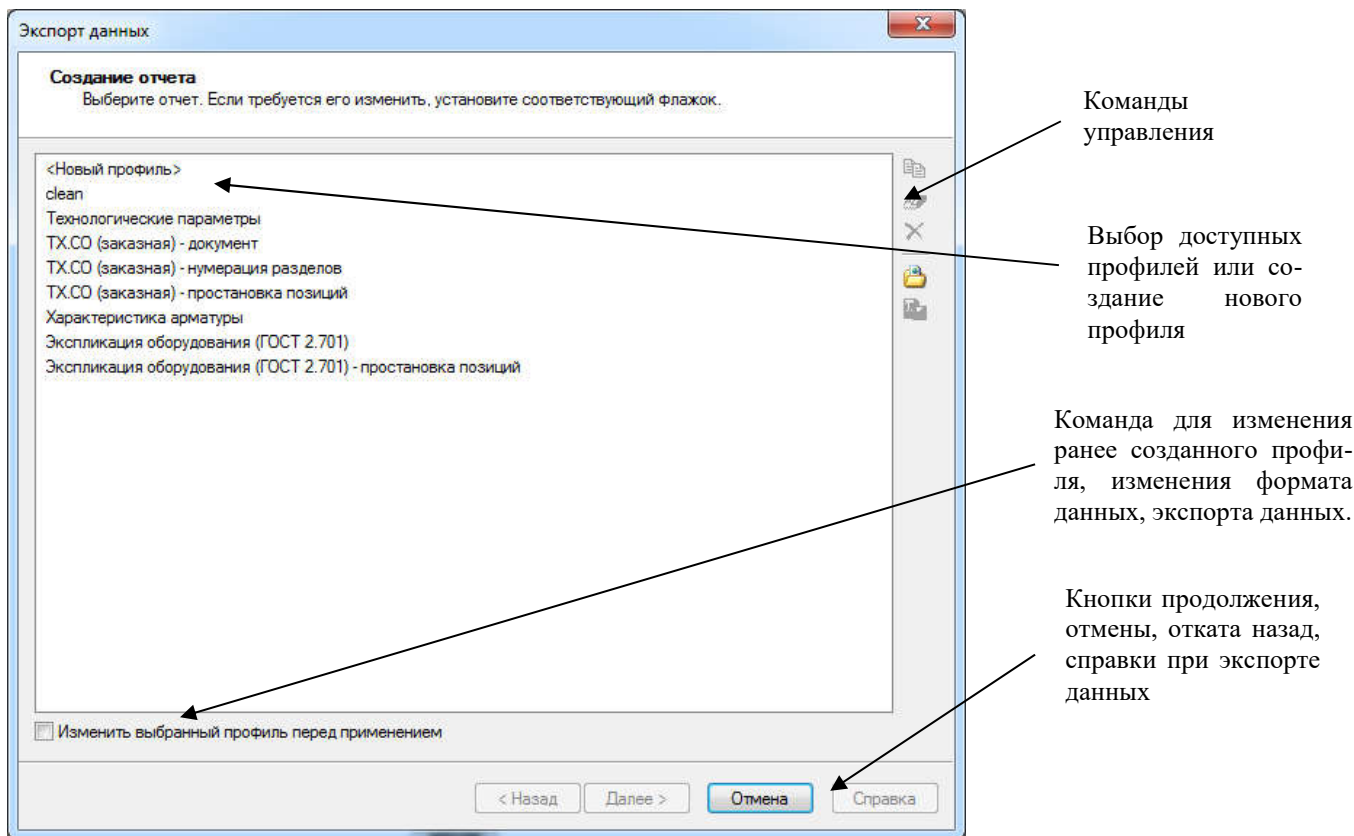 Экспорт данных
Создание отчета
Выберите отчет. Если требуется его изменить, установите соответствующий флажок.
<Новый профиль>
clean
Технологические параметры
ТХ.СО (заказная) - документ
ТХ.СО (заказная) - нумерация разделов
ТХ.СО (заказная) - простановка позиций
Характеристика арматуры
Экспликация оборудования (ГОСТ 2.701)
Экспликация оборудования (ГОСТ 2.701) - простановка позиций
Изменить выбранный профиль перед применением
< Назад
Далее >
Отмена
Справка
Команды
управления
Выбор доступных
профилей или со-
здание нового
профиля
Команда для изменения
ранее созданного профи-
ля, изменения формата
данных, экспорта данных.
Кнопки продолжения,
отмены, отката назад,
справки при экспорте
данных